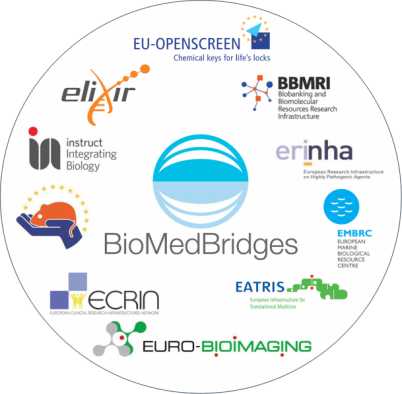 EU-OPENSCREEN
Chemical keys for life's locks
elixir
BBMRI
Biobanking and
Biomolecular
Resources Research
Infrastructure
instruct
Integrating
Biology
erinha
European Research Infrastructure
on Highly Pathogenic Agents
BioMedBridges
EMBRC
EUROPEAN
MARINE
BIOLOGICAL
RESOURCE
CENTRE
EATRIS
European Infrastructure for
Translational Medicine
ECRIN
EUROPEAN CLINICAL RESEARCH INFRASTRUCTURES NETWORK
EURO-BIOIMAGING